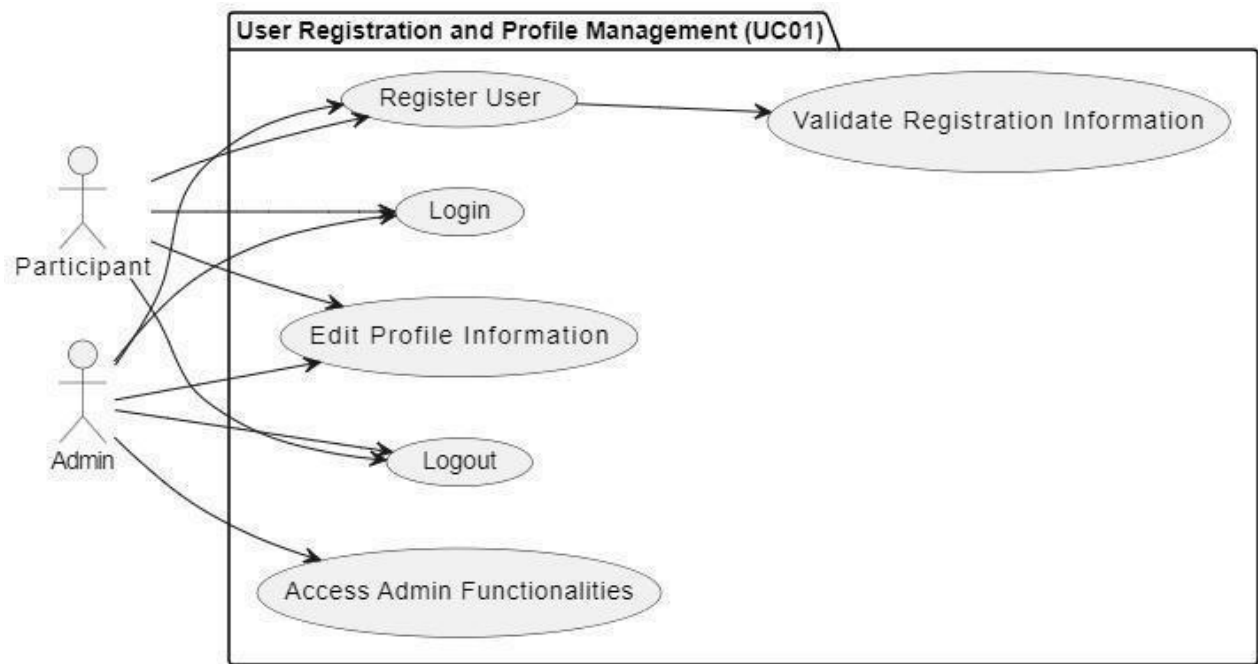 User Registration and Profile Management (UC01)
Register User
Validate Registration Information
Login
Participant
Edit Profile Information
Admin
Logout
Access Admin Functionalities